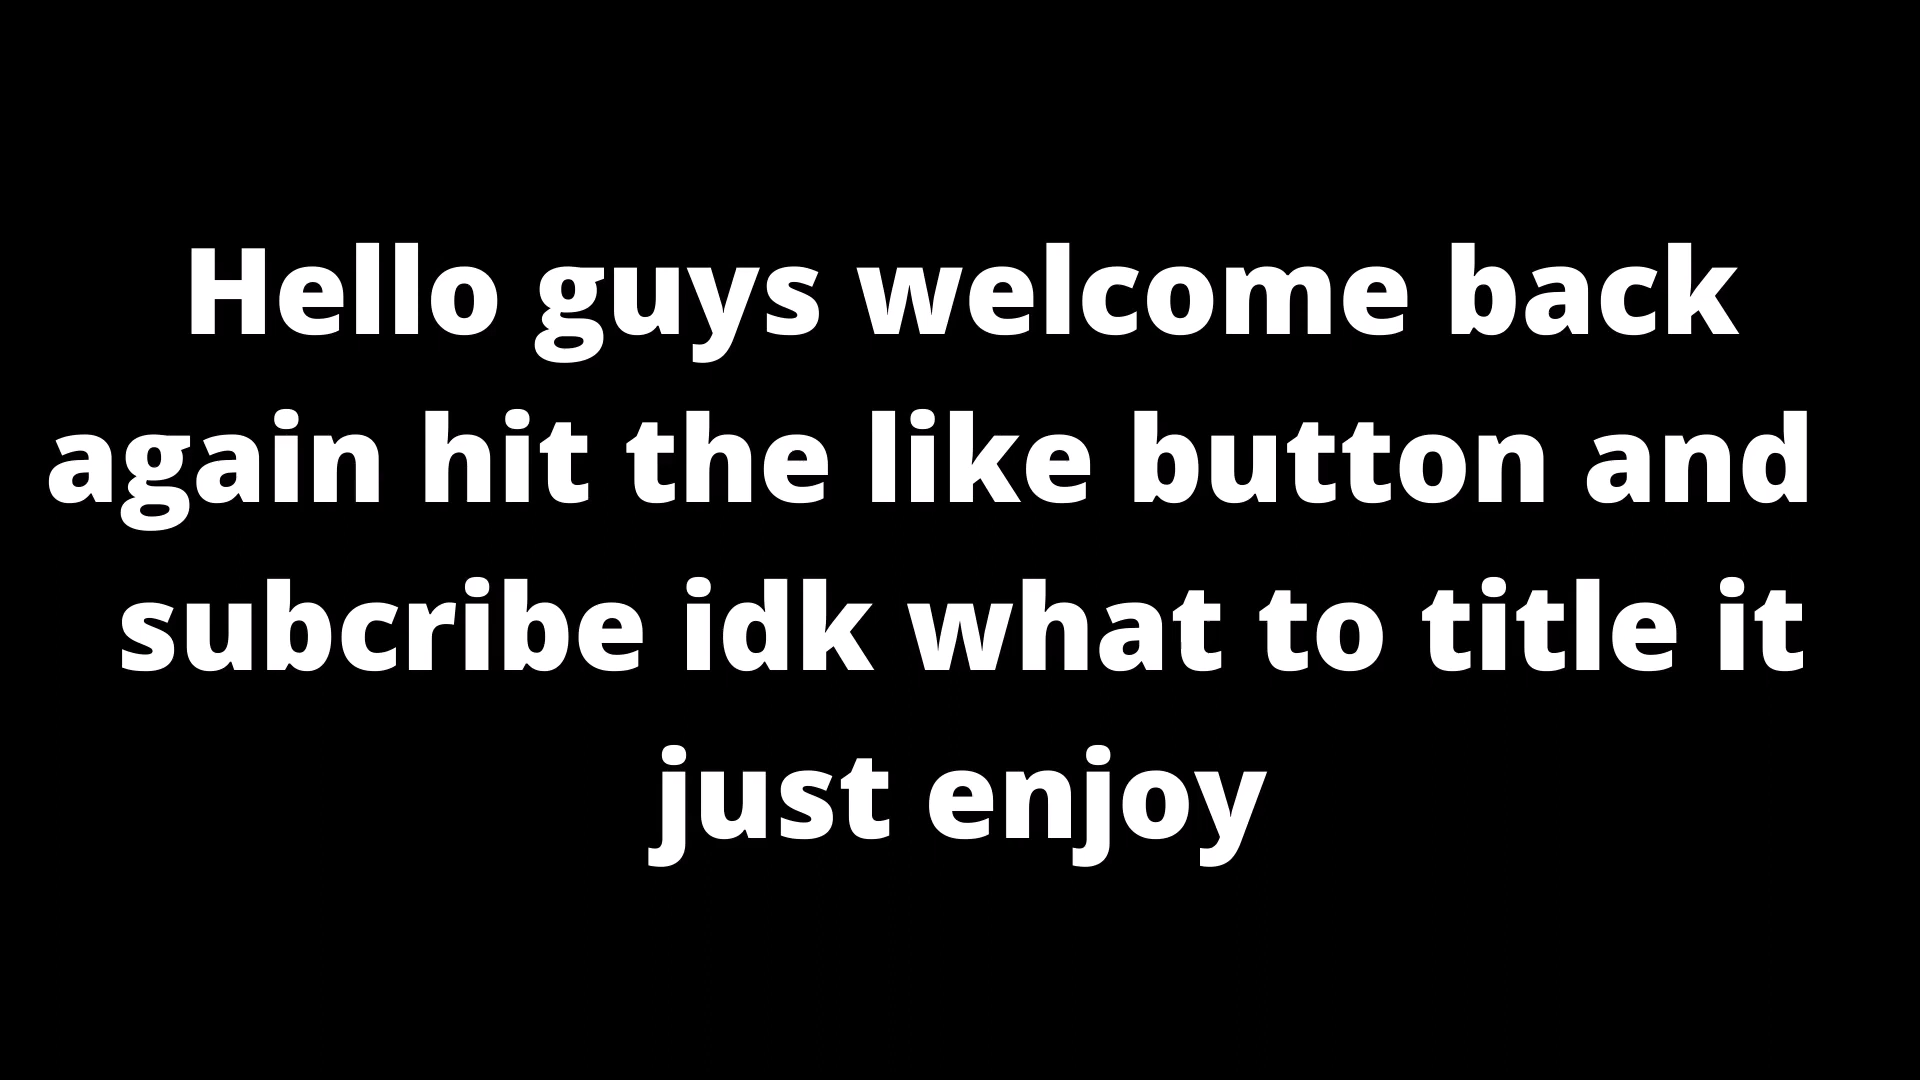 Hello guys welcome back
again hit the like button and
subcribe idk what to title it
just enjoy